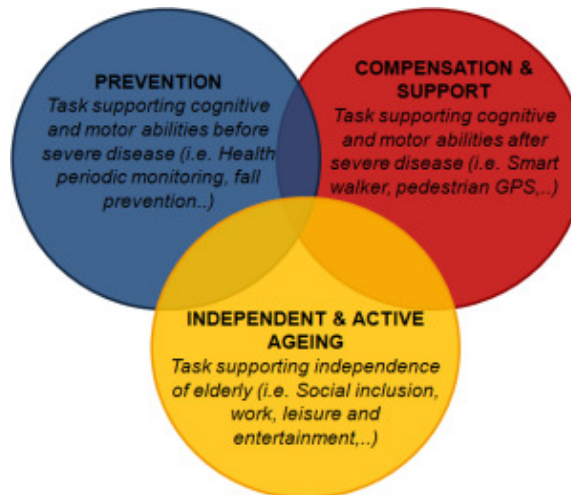 PREVENTION
Task supporting cognitive
and motor abilities before
severe disease (i.e. Health
periodic monitoring, fall
prevention..)
COMPENSATION &
SUPPORT
Task supporting cognitive
and motor abilities after
severe disease (i.e. Smart
walker, pedestrian GPS,..)
INDEPENDENT & ACTIVE
AGEING
Task supporting independence
of elderly (i.e. Social inclusion,
work, leisure and
entertainment,..)